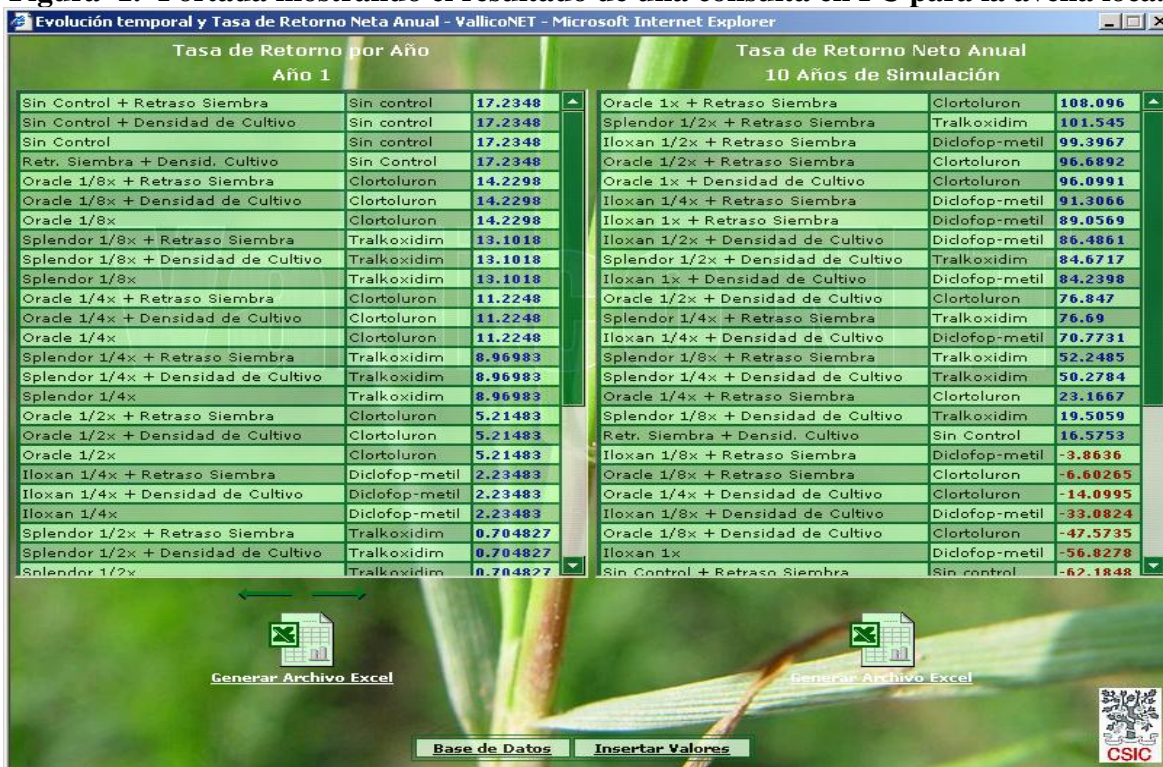 Evolución temporal y Tasa de Retorno Neta Anual - VallicoNET - Microsoft Internet Explorer
Tasa de Retorno por Año
Año 1
Sin Control + Retraso Siembra Sin control 17.2348
Sin Control + Densidad de Cultivo Sin control 17.2348
Sin Control Sin control 17.2348
Retr. Siembra + Densid. Cultivo Sin Control 17.2348
Oracle 1/8x + Retraso Siembra Clortoluron 14.2298
Oracle 1/8x + Densidad de Cultivo Clortoluron 14.2298
Oracle 1/8x Clortoluron 14.2298
Splendor 1/8x + Retraso Siembra Tralkoxidim 13.1018
Splendor 1/8x + Densidad de Cultivo Tralkoxidim 13.1018
Splendor 1/8x Tralkoxidim 13.1018
Oracle 1/4x + Retraso Siembra Clortoluron 11.2248
Oracle 1/4x + Densidad de Cultivo Clortoluron 11.2248
Oracle 1/4x Clortoluron 11.2248
Splendor 1/4x + Retraso Siembra Tralkoxidim 8.96983
Splendor 1/4x + Densidad de Cultivo Tralkoxidim 8.96983
Splendor 1/4x Tralkoxidim 8.96983
Oracle 1/2x + Retraso Siembra Clortoluron 5.21483
Oracle 1/2x + Densidad de Cultivo Clortoluron 5.21483
Oracle 1/2x Clortoluron 5.21483
Iloxan 1/4x + Retraso Siembra Diclofop-metil 2.23483
Iloxan 1/4x + Densidad de Cultivo Diclofop-metil 2.23483
Iloxan 1/4x Diclofop-metil 2.23483
Splendor 1/2x + Retraso Siembra Tralkoxidim 0.704827
Splendor 1/2x + Densidad de Cultivo Tralkoxidim 0.704827
Splendor 1/2x Tralkoxidim 0.704827
Tasa de Retorno Neto Anual
10 Años de Simulación
Oracle 1x + Retraso Siembra Clortoluron 108.096
Splendor 1/2x + Retraso Siembra Tralkoxidim 101.545
Iloxan 1/2x + Retraso Siembra Diclofop-metil 99.3967
Oracle 1/2x + Retraso Siembra Clortoluron 96.6892
Oracle 1x + Densidad de Cultivo Clortoluron 96.0991
Iloxan 1/4x + Retraso Siembra Diclofop-metil 91.3066
Iloxan 1x + Retraso Siembra Diclofop-metil 89.0569
Iloxan 1/2x + Densidad de Cultivo Diclofop-metil 86.4861
Splendor 1/2x + Densidad de Cultivo Tralkoxidim 84.6717
Iloxan 1x + Densidad de Cultivo Diclofop-metil 84.2398
Oracle 1/2x + Densidad de Cultivo Clortoluron 76.847
Splendor 1/4x + Retraso Siembra Tralkoxidim 76.69
Iloxan 1/4x + Densidad de Cultivo Diclofop-metil 70.7731
Splendor 1/8x + Retraso Siembra Tralkoxidim 52.2485
Splendor 1/4x + Densidad de Cultivo Tralkoxidim 50.2784
Oracle 1/4x + Retraso Siembra Clortoluron 23.1667
Splendor 1/8x + Densidad de Cultivo Tralkoxidim 19.5059
Retr. Siembra + Densid. Cultivo Sin Control 16.5753
Iloxan 1/8x + Retraso Siembra Diclofop-metil -3.8636
Oracle 1/8x + Retraso Siembra Clortoluron -6.60265
Oracle 1/4x + Densidad de Cultivo Clortoluron -14.0995
Iloxan 1/8x + Densidad de Cultivo Diclofop-metil -33.0824
Oracle 1/8x + Densidad de Cultivo Clortoluron -47.5735
Iloxan 1x Diclofop-metil -56.8278
Sin Control + Retraso Siembra Sin control -62.1848
Generar Archivo Excel
Generar Archivo Excel
Base de Datos Insertar Valores
CSIC